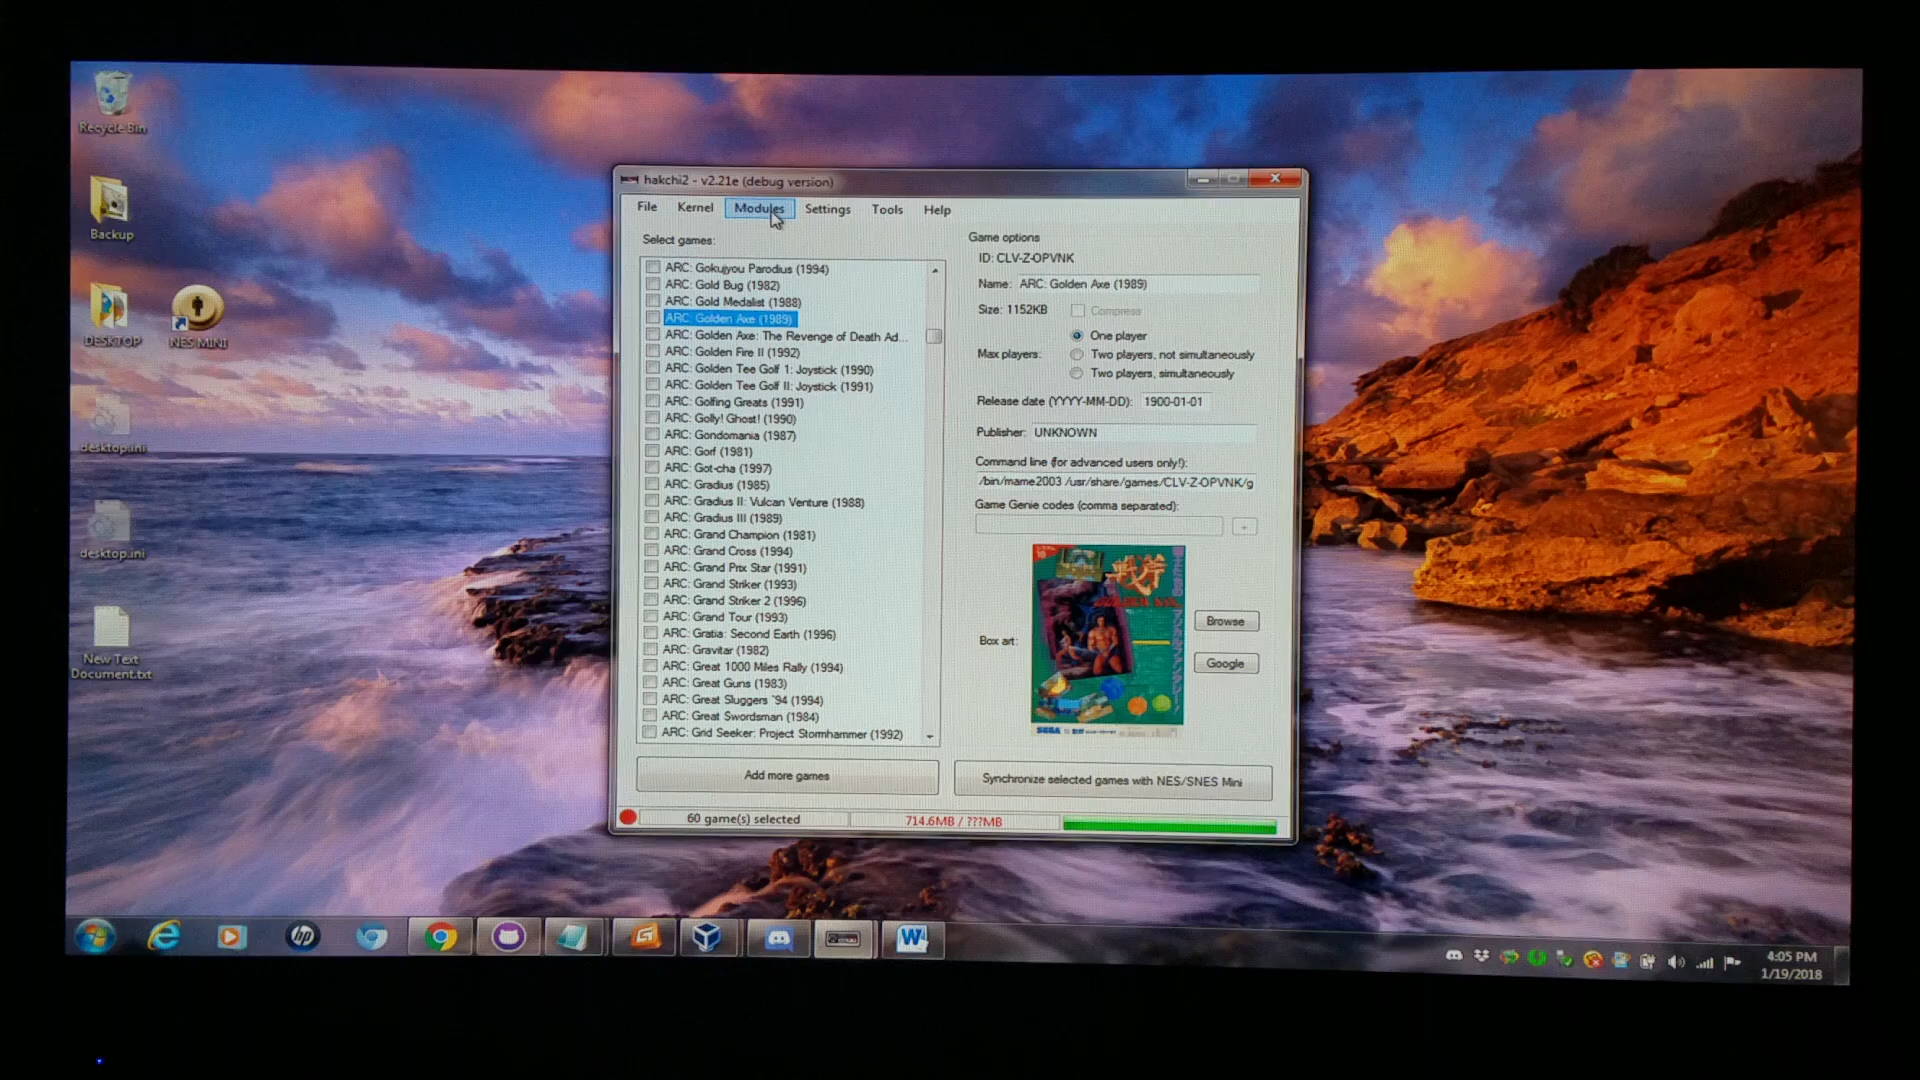 Recycle Bin
Backup
DESKTOP
NES MINI
desktop.ini
desktop.ini
New Text
Document.txt
hakchi2 - v2.21e (debug version)
File Kernel Modules Settings Tools Help
Select games:
ARC: Gokujyou Parodius (1994)
ARC: Gold Bug (1982)
ARC: Gold Medalist (1988)
ARC: Golden Axe (1989)
ARC: Golden Axe: The Revenge of Death Ad...
ARC: Golden Fire II (1992)
ARC: Golden Tee Golf 1: Joystick (1990)
ARC: Golden Tee Golf II: Joystick (1991)
ARC: Golfing Greats (1991)
ARC: Golly! Ghost! (1990)
ARC: Gondomania (1987)
ARC: Gorf (1981)
ARC: Got-cha (1997)
ARC: Gradius (1985)
ARC: Gradius II: Vulcan Venture (1988)
ARC: Gradius III (1989)
ARC: Grand Champion (1981)
ARC: Grand Cross (1994)
ARC: Grand Prix Star (1991)
ARC: Grand Striker (1993)
ARC: Grand Striker 2 (1996)
ARC: Grand Tour (1993)
ARC: Gratia: Second Earth (1996)
ARC: Gravitar (1982)
ARC: Great 1000 Miles Rally (1994)
ARC: Great Guns (1983)
ARC: Great Sluggers `94 (1994)
ARC: Great Swordsman (1984)
ARC: Grid Seeker: Project Stormhammer (1992)
Add more games
Game options
ID: CLV-Z-OPVNK
Name: ARC: Golden Axe (1989)
Size: 1152KB Compress
Max players:
One player
Two players, not simultaneously
Two players, simultaneously
Release date (YYYY-MM-DD): 1900-01-01
Publisher: UNKNOWN
Command line (for advanced users only!):
/bin/mame2003 /usr/share/games/CLV-Z-OPVNK/g
Game Genie codes (comma separated):
+
Box art:
SEGA
Browse
Google
Synchronize selected games with NES/SNES Mini
60 game(s) selected
714.6MB / ???MB
hp
W
4:05 PM
1/19/2018